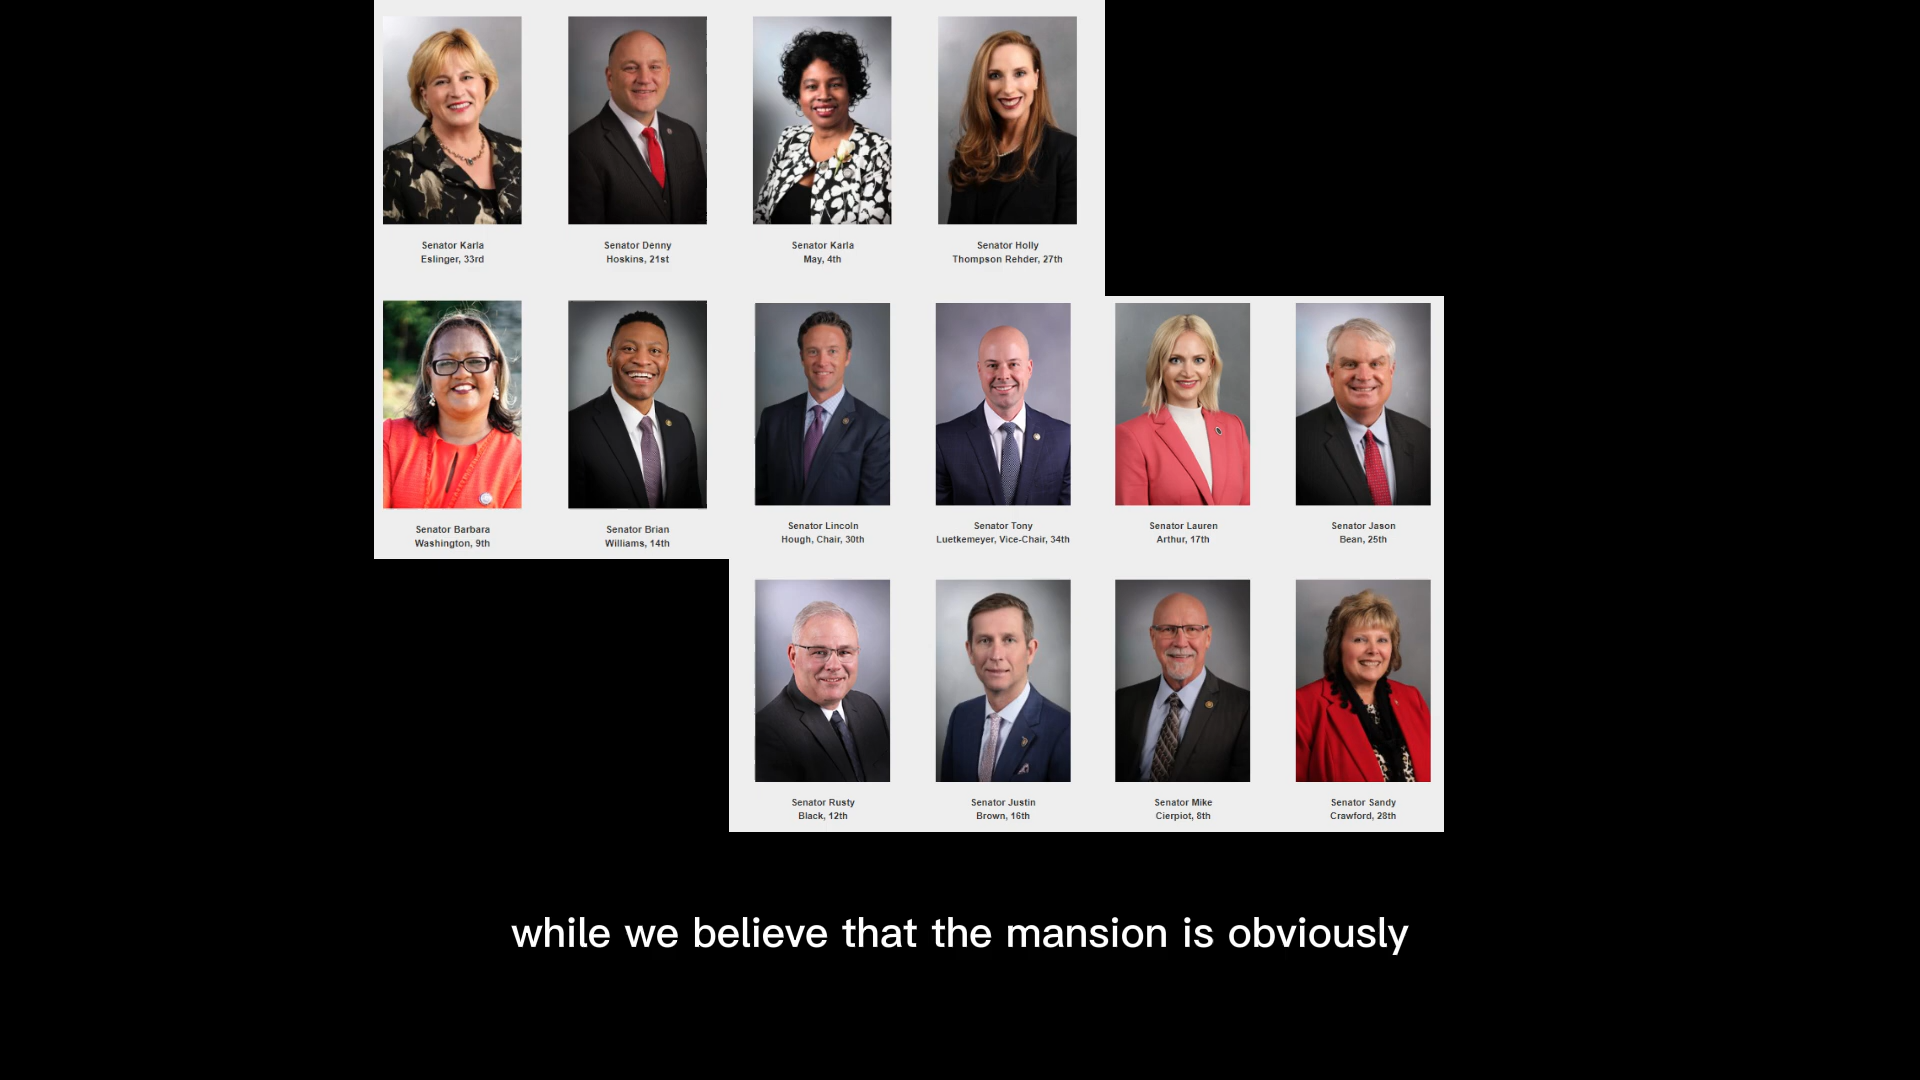 Senator Karla
Eslinger, 33rd
Senator Denny
Hoskins, 21st
Senator Karla
May, 4th
Senator Holly
Thompson Rehder, 27th
Senator Barbara
Washington, 9th
Senator Brian
Williams, 14th
Senator Lincoln
Hough, Chair, 30th
Senator Tony
Luetkemeyer, Vice-Chair, 34th
Senator Lauren
Arthur, 17th
Senator Jason
Bean, 25th
Senator Rusty
Black, 12th
Senator Justin
Brown, 16th
Senator Mike
Cierpiot, 8th
Senator Sandy
Crawford, 28th
while we believe that the mansion is obviously